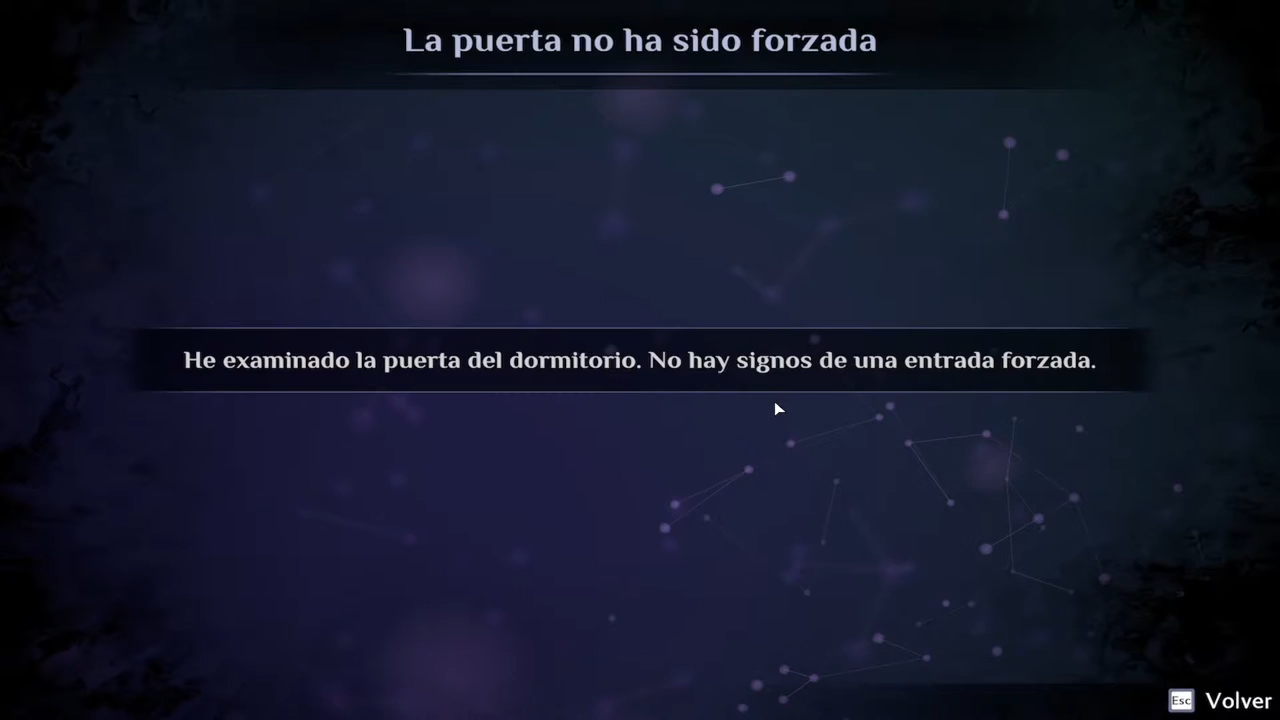 La puerta no ha sido forzada
He examinado la puerta del dormitorio. No hay signos de una entrada forzada.
Esc Volver